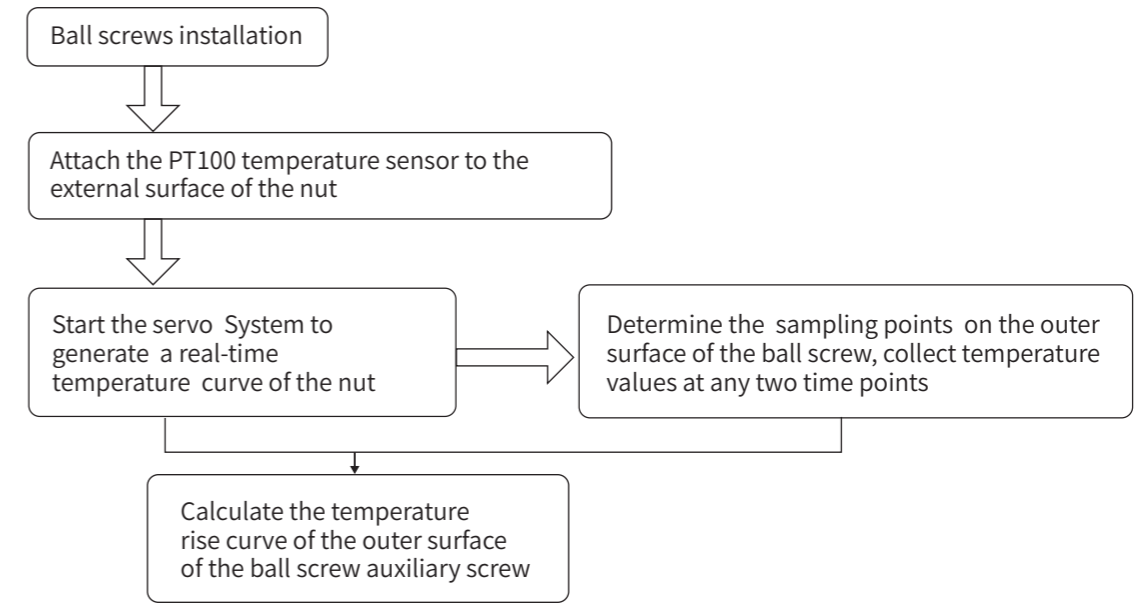 Ball screws installation
Attach the PT100 temperature sensor to the
external surface of the nut
Start the servo System to
generate a real-time
temperature curve of the nut
Determine the sampling points on the outer
surface of the ball screw, collect temperature
values at any two time points
Calculate the temperature
rise curve of the outer surface
of the ball screw auxiliary screw